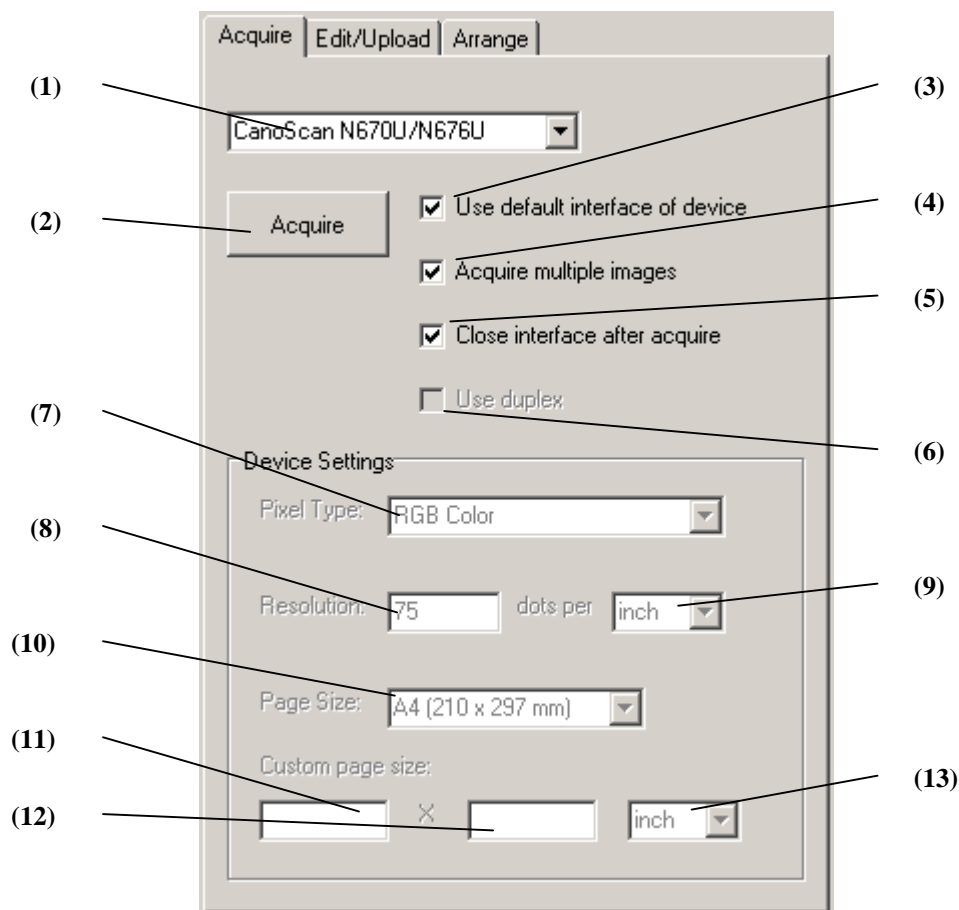 Acquire Edit/Upload Arrange
(1) (3)
CanoScan N670U/N676U
(2) Acquire Use default interface of device (4)
Acquire multiple images
(5)
Close interface after acquire
(7) Use duplex
(6)
Device Settings
Pixel Type: RGB Color
(8)
(9)
Resolution: 75 dots per inch
(10)
Page Size: A4 (210 x 297 mm)
(11)
Custom page size:
(13)
(12) X inch